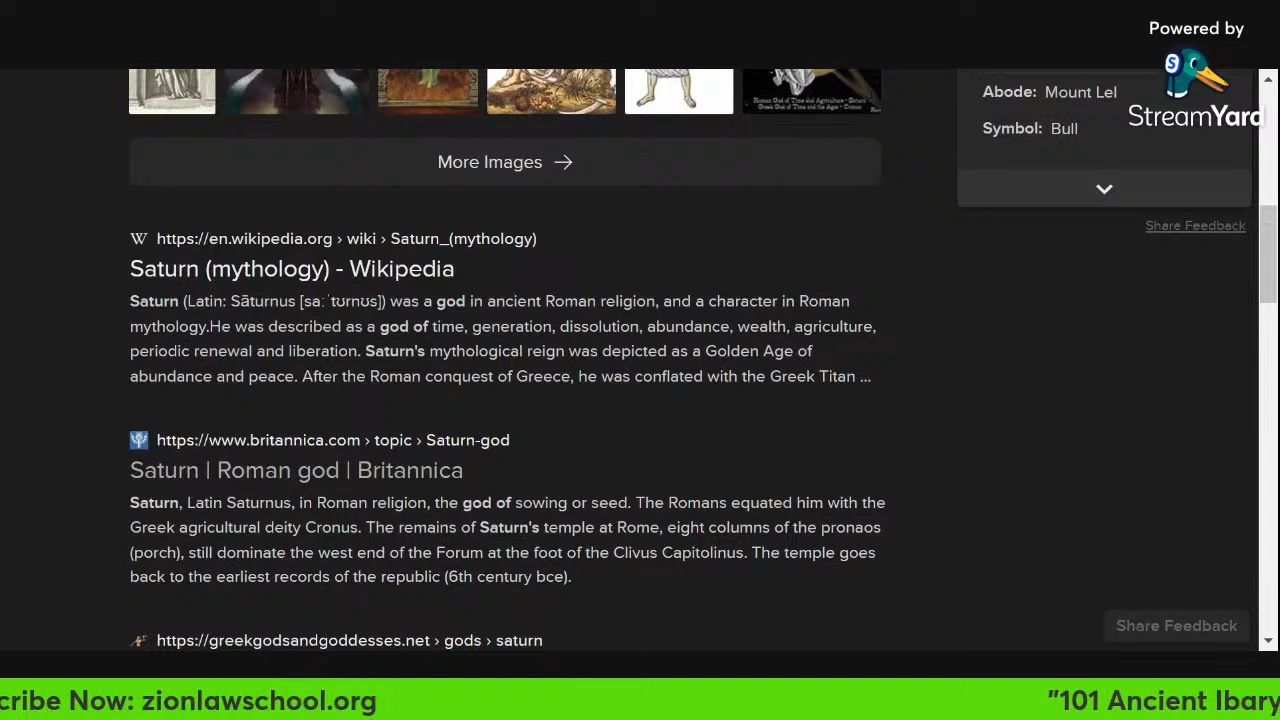 Powered by
StreamYard
Abode: Mount Lel
Symbol: Bull
More Images →
Share Feedback
https://en.wikipedia.org › wiki › Saturn_(mythology)
Saturn (mythology) - Wikipedia
Saturn (Latin: Sāturnus [saːˈtʊrnʊs]) was a god in ancient Roman religion, and a character in Roman
mythology.He was described as a god of time, generation, dissolution, abundance, wealth, agriculture,
periodic renewal and liberation. Saturn's mythological reign was depicted as a Golden Age of
abundance and peace. After the Roman conquest of Greece, he was conflated with the Greek Titan ...
https://www.britannica.com › topic › Saturn-god
Saturn | Roman god | Britannica
Saturn, Latin Saturnus, in Roman religion, the god of sowing or seed. The Romans equated him with the
Greek agricultural deity Cronus. The remains of Saturn's temple at Rome, eight columns of the pronaos
(porch), still dominate the west end of the Forum at the foot of the Clivus Capitolinus. The temple goes
back to the earliest records of the republic (6th century bce).
https://greekgodsandgoddesses.net › gods › saturn
Share Feedback
cribe Now: zionlawschool.org
"101 Ancient Ibary